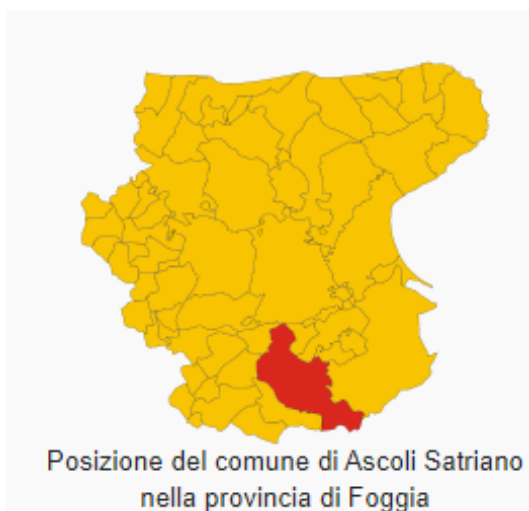 Posizione del comune di Ascoli Satriano
nella provincia di Foggia